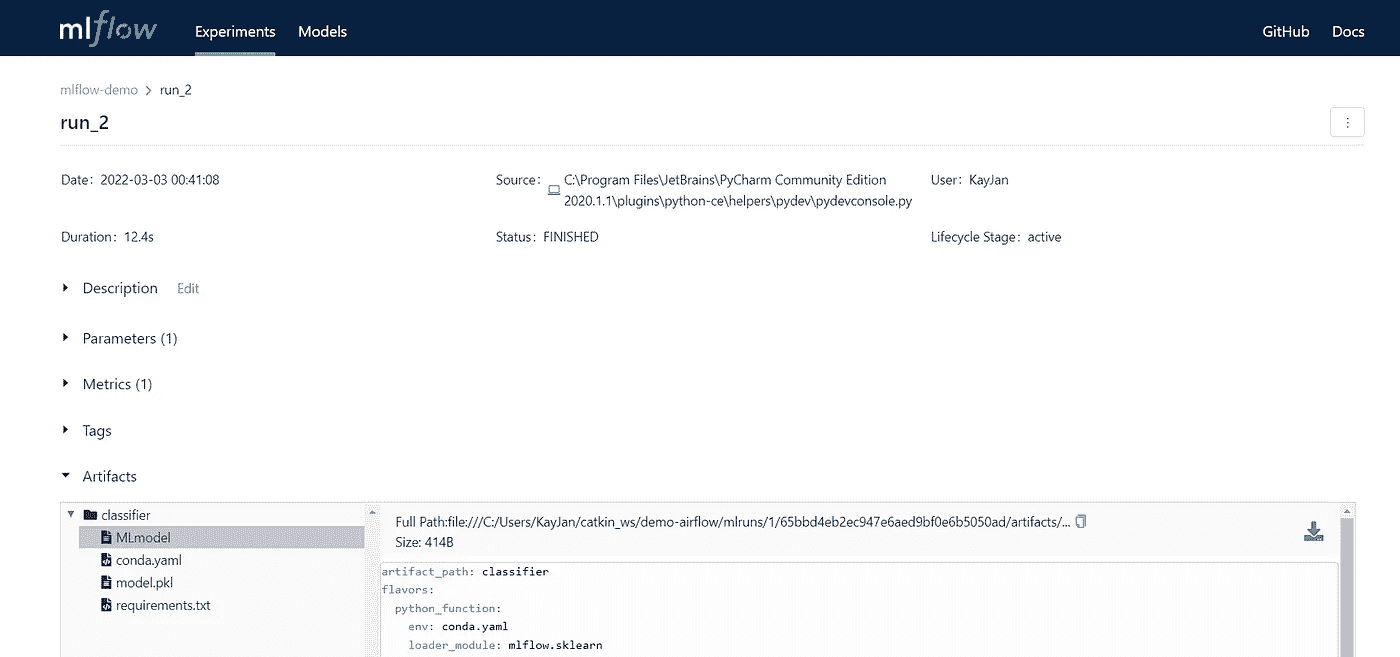 mlflow Experiments Models GitHub Docs
mlflow-demo > run_2
run_2
Date: 2022-03-03 00:41:08
Source: C:\Program Files\JetBrains\PyCharm Community Edition
2020.1.1\plugins\python-ce\helpers\pydev\pydevconsole.py
User: KayJan
Duration: 12.4s
Status: FINISHED
Lifecycle Stage: active
Description Edit
Parameters (1)
Metrics (1)
Tags
Artifacts
classifier
MLmodel
conda.yaml
model.pkl
requirements.txt
Full Path:file:///C:/Users/KayJan/catkin_ws/demo-airflow/mlruns/1/65bbd4eb2ec947e6aed9bf0e6b5050ad/artifacts/...
Size: 414B
artifact_path: classifier
flavors:
python_function:
env: conda.yaml
loader_module: mlflow.sklearn